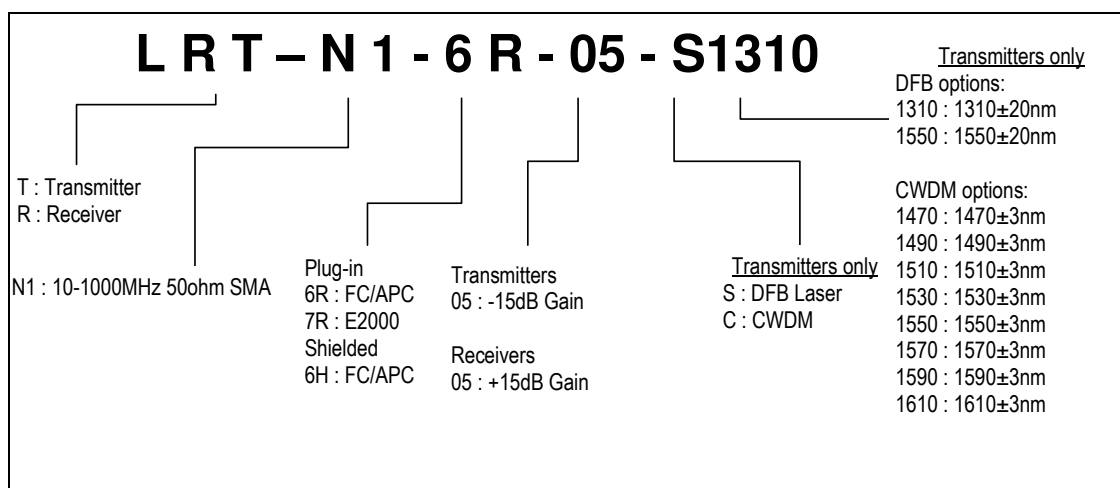 L R T – N 1 - 6 R - 05 - S1310
T : Transmitter
R : Receiver
N1 : 10-1000MHz 50ohm SMA
Plug-in
6R : FC/APC
7R : E2000
Shielded
6H : FC/APC
Transmitters
05 : -15dB Gain
Receivers
05 : +15dB Gain
Transmitters only
S : DFB Laser
C : CWDM
Transmitters only
DFB options:
1310 : 1310±20nm
1550 : 1550±20nm
CWDM options:
1470 : 1470±3nm
1490 : 1490±3nm
1510 : 1510±3nm
1530 : 1530±3nm
1550 : 1550±3nm
1570 : 1570±3nm
1590 : 1590±3nm
1610 : 1610±3nm